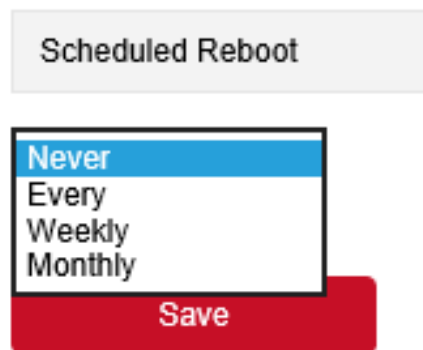 Scheduled Reboot
Never
Every
Weekly
Monthly
Save